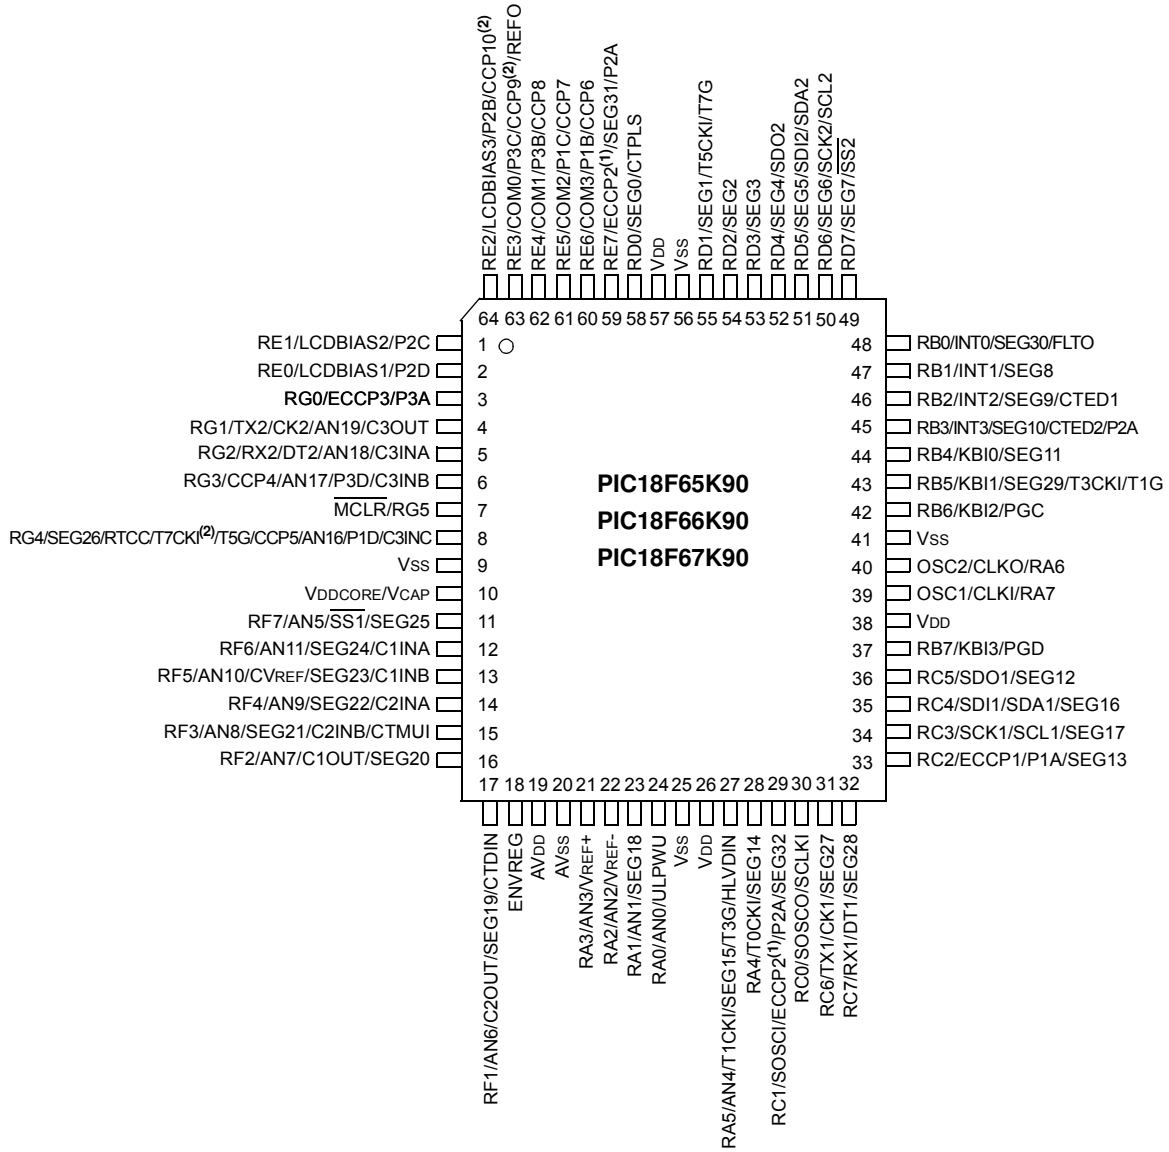 RE2/LCDBIAS3/P2B/CCP10(2)
RE3/COM0/P3C/CCP9(2)/REFO
RE4/COM1/P3B/CCP8
RE5/COM2/P1C/CCP7
RE6/COM3/P1B/CCP6
RE7/ECCP2(1)/SEG31/P2A
RD0/SEG0/CTPLS
VDD
VSS
RD1/SEG1/T5CKI/T7G
RD2/SEG2
RD3/SEG3
RD4/SEG4/SDO2
RD5/SEG5/SDI2/SDA2
RD6/SEG6/SCK2/SCL2
RD7/SEG7/SS2
64 63 62 61 60 59 58 57 56 55 54 53 52 51 50 49
RE1/LCDBIAS2/P2C 1
RE0/LCDBIAS1/P2D 2
RG0/ECCP3/P3A 3
RG1/TX2/CK2/AN19/C3OUT 4
RG2/RX2/DT2/AN18/C3INA 5
RG3/CCP4/AN17/P3D/C3INB 6
MCLR/RG5 7
RG4/SEG26/RTCC/T7CKI(2)/T5G/CCP5/AN16/P1D/C3INC 8
VSS 9
VDDCORE/VCAP 10
RF7/AN5/SS1/SEG25 11
RF6/AN11/SEG24/C1INA 12
RF5/AN10/CVREF/SEG23/C1INB 13
RF4/AN9/SEG22/C2INA 14
RF3/AN8/SEG21/C2INB/CTMUI 15
RF2/AN7/C1OUT/SEG20 16
PIC18F65K90
PIC18F66K90
PIC18F67K90
48 RB0/INT0/SEG30/FLTO
47 RB1/INT1/SEG8
46 RB2/INT2/SEG9/CTED1
45 RB3/INT3/SEG10/CTED2/P2A
44 RB4/KBI0/SEG11
43 RB5/KBI1/SEG29/T3CKI/T1G
42 RB6/KBI2/PGC
41 VSS
40 OSC2/CLKO/RA6
39 OSC1/CLKI/RA7
38 VDD
37 RB7/KBI3/PGD
36 RC5/SDO1/SEG12
35 RC4/SDI1/SDA1/SEG16
34 RC3/SCK1/SCL1/SEG17
33 RC2/ECCP1/P1A/SEG13
17 18 19 20 21 22 23 24 25 26 27 28 29 30 31 32
RF1/AN6/C2OUT/SEG19/CTDIN
ENVREG
AVDD
AVSS
RA3/AN3/VREF+
RA2/AN2/VREF-
RA1/AN1/SEG18
RA0/AN0/ULPWU
VSS
VDD
RA5/AN4/T1CKI/SEG15/T3G/HLVDIN
RA4/T0CKI/SEG14
RC1/SOSCI/ECCP2(1)/P2A/SEG32
RC0/SOSCO/SCLKI
RC6/TX1/CK1/SEG27
RC7/RX1/DT1/SEG28